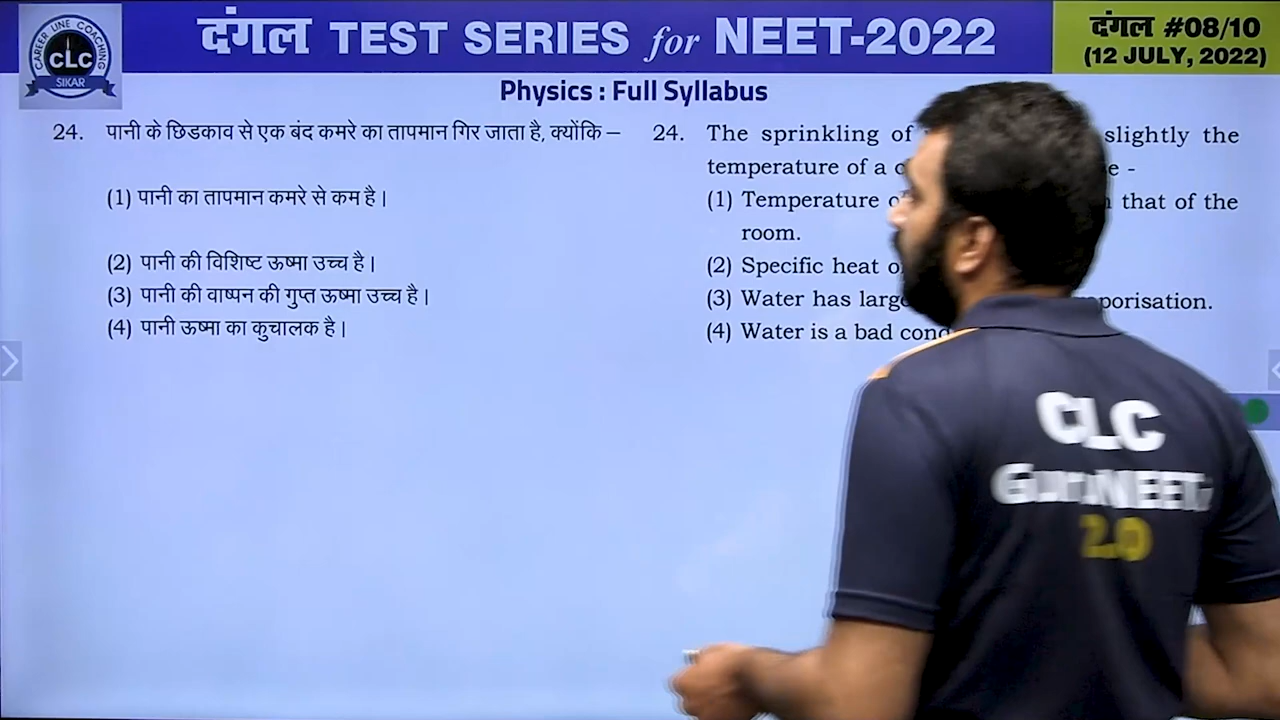 CAREER LINE COACHING
CLC
SIKAR
दंगल TEST SERIES for NEET-2022
दंगल #08/10
(12 JULY, 2022)
Physics : Full Syllabus
24. पानी के छिडकाव से एक बंद कमरे का तापमान गिर जाता है, क्योंकि –
(1) पानी का तापमान कमरे से कम है।
(2) पानी की विशिष्ट ऊष्मा उच्च है।
(3) पानी की वाष्पन की गुप्त ऊष्मा उच्च है।
(4) पानी ऊष्मा का कुचालक है।
24. The sprinkling of slightly the
temperature of a -
(1) Temperature that of the
room.
(2) Specific heat
(3) Water has
(4) Water is a bad
CLC
2.0